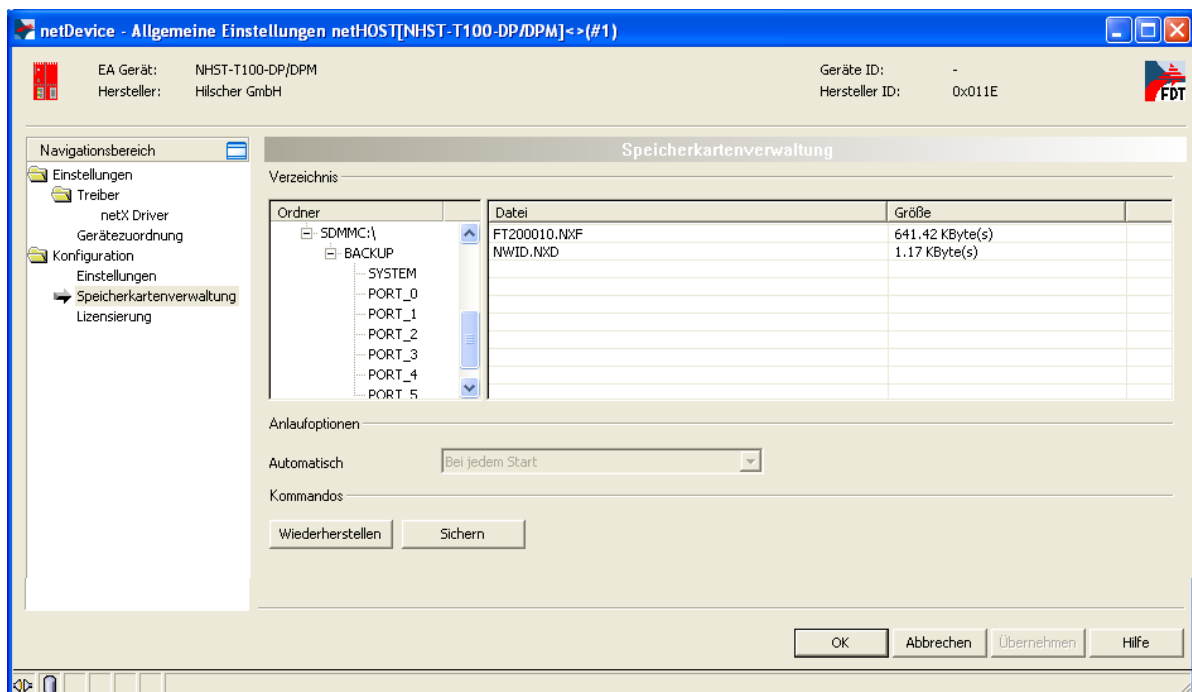 netDevice - Allgemeine Einstellungen netHOST[NHST-T100-DP/DPM]<>(#1)
EA Gerät: NHST-T100-DP/DPM Geräte ID: -
Hersteller: Hilscher GmbH Hersteller ID: 0x011E
FDT
Navigationsbereich
Einstellungen
Treiber
netX Driver
Gerätezuordnung
Konfiguration
Einstellungen
Speicherkartenverwaltung
Lizensierung
Speicherkartenverwaltung
Verzeichnis
Ordner
SDMMC:\
BACKUP
SYSTEM
PORT_0
PORT_1
PORT_2
PORT_3
PORT_4
PORT_5
Datei Größe
FT200010.NXF 641.42 KByte(s)
NWID.NXD 1.17 KByte(s)
Anlaufoptionen
Automatisch Bei jedem Start
Kommandos
Wiederherstellen Sichern
OK Abbrechen Übernehmen Hilfe